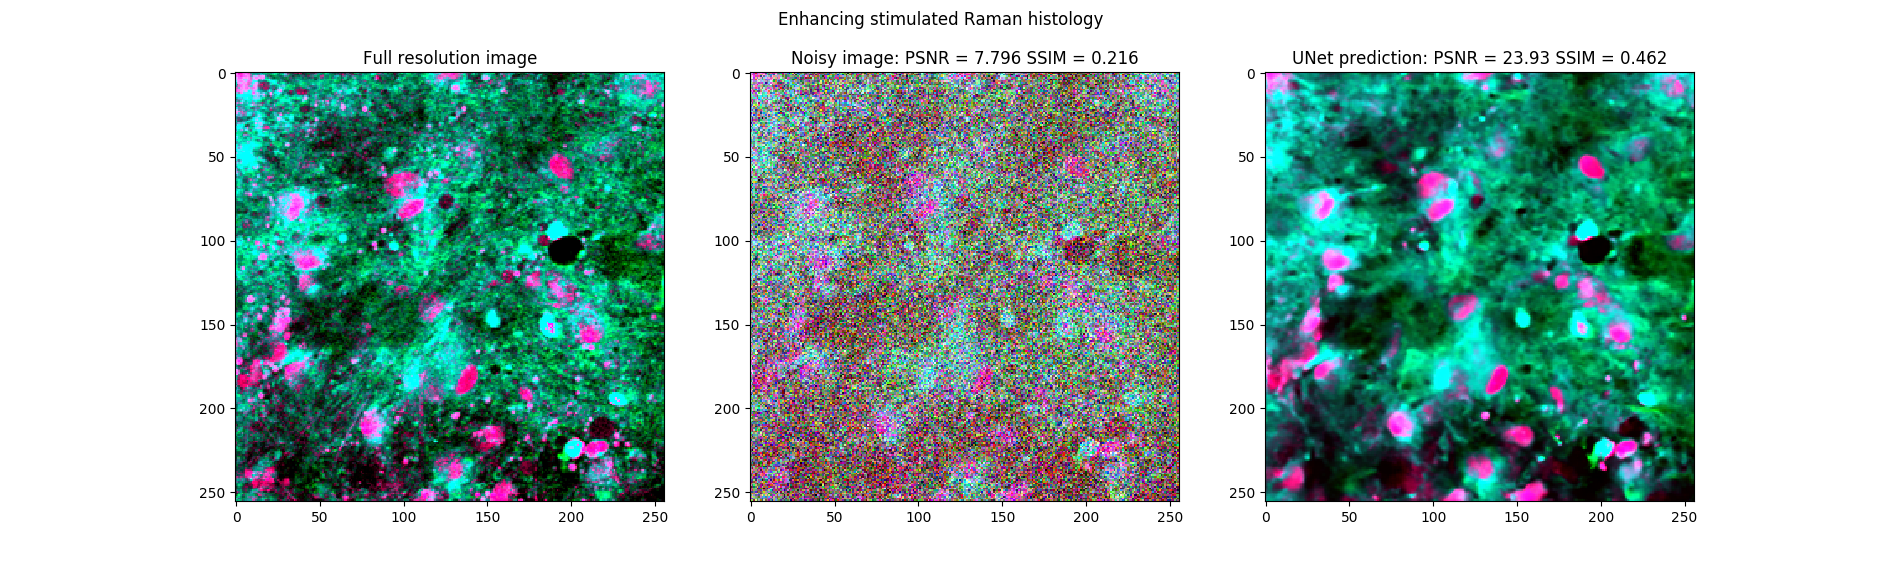 Enhancing stimulated Raman histology
Full resolution image
0
50
100
150
200
250
0 50 100 150 200 250
Noisy image: PSNR = 7.796 SSIM = 0.216
0
50
100
150
200
250
0 50 100 150 200 250
UNet prediction: PSNR = 23.93 SSIM = 0.462
0
50
100
150
200
250
0 50 100 150 200 250